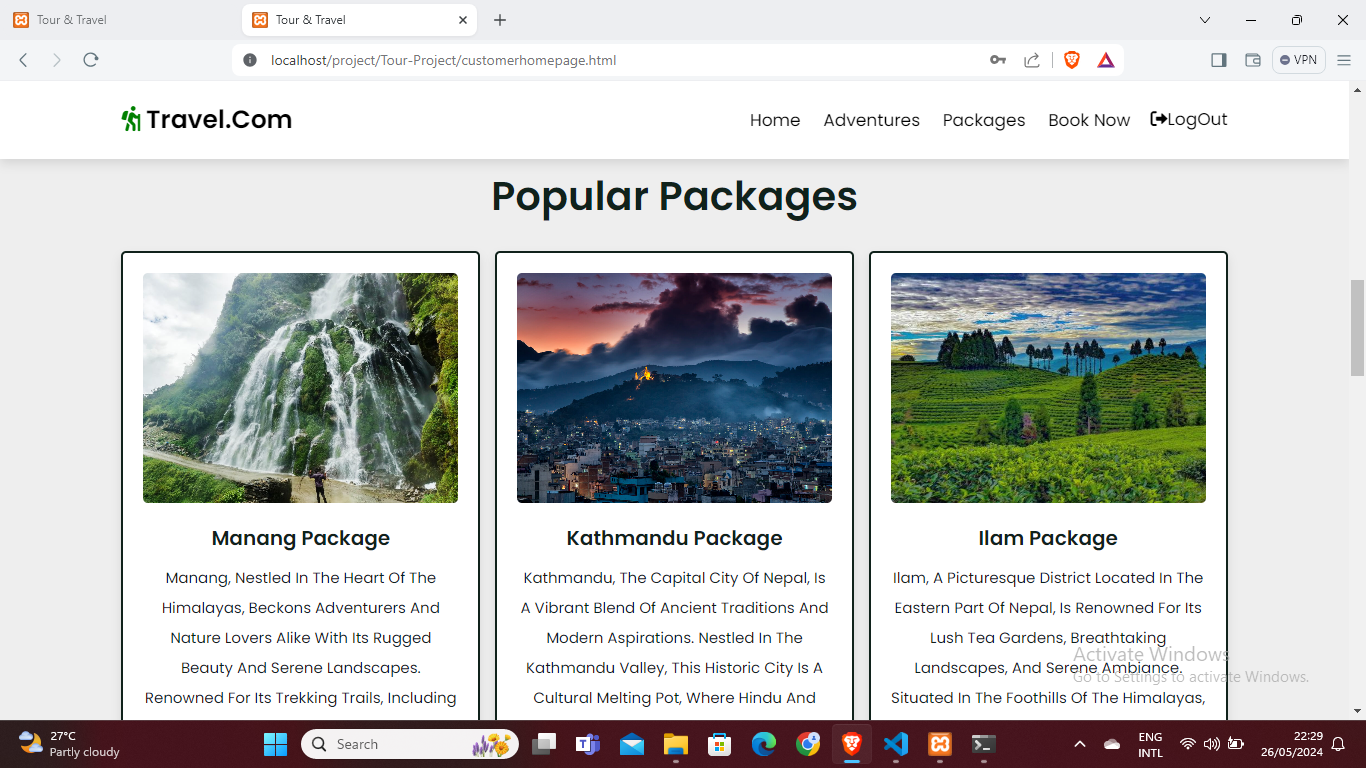 Tour & Travel
Tour & Travel
localhost/project/Tour-Project/customerhomepage.html
VPN
Travel.Com
Home Adventures Packages Book Now LogOut
Popular Packages
Manang Package
Manang, Nestled In The Heart Of The
Himalayas, Beckons Adventurers And
Nature Lovers Alike With Its Rugged
Beauty And Serene Landscapes.
Renowned For Its Trekking Trails, Including
Kathmandu Package
Kathmandu, The Capital City Of Nepal, Is
A Vibrant Blend Of Ancient Traditions And
Modern Aspirations. Nestled In The
Kathmandu Valley, This Historic City Is A
Cultural Melting Pot, Where Hindu And
Ilam Package
Ilam, A Picturesque District Located In The
Eastern Part Of Nepal, Is Renowned For Its
Lush Tea Gardens, Breathtaking
Landscapes, And Serene Ambiance.
Situated In The Foothills Of The Himalayas,
Activate Windows
Go to Settings to activate Windows.
27°C
Partly cloudy
Search
ENG
INTL
22:29
26/05/2024